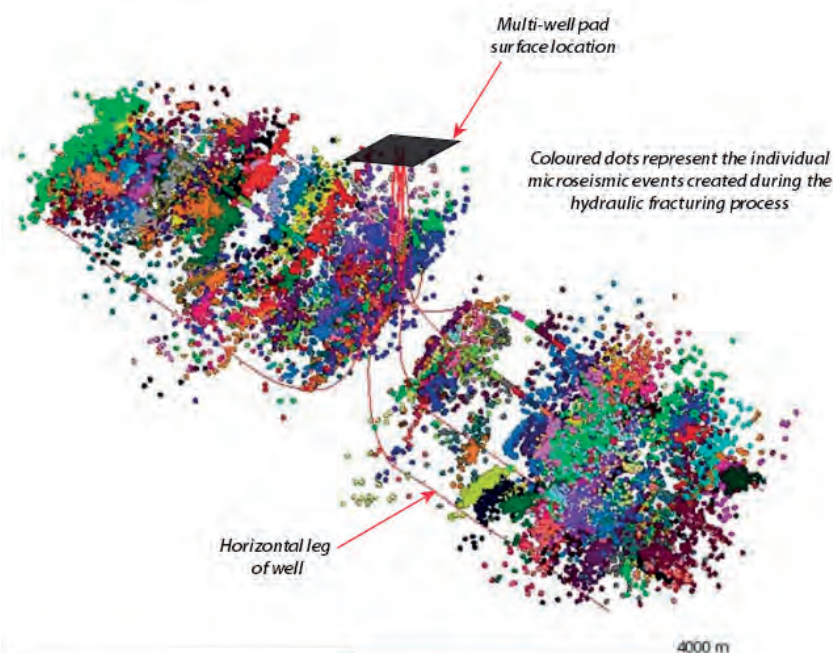 Multi-well pad
surface location
Coloured dots represent the individual
microseismic events created during the
hydraulic fracturing process
Horizontal leg
of well
4000 m